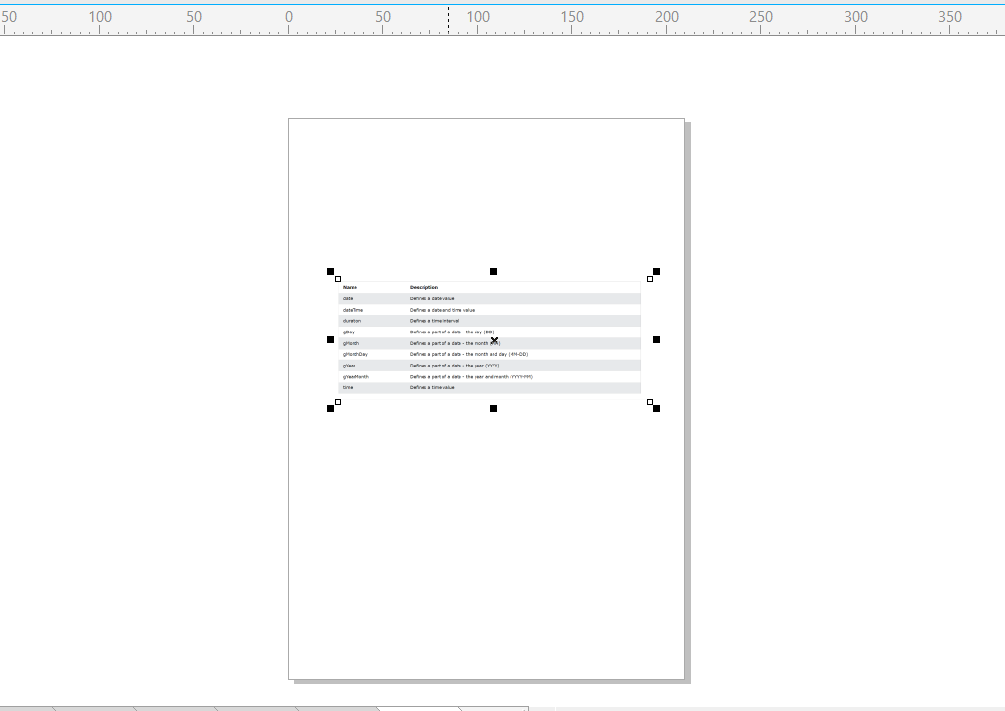 50 100 50 0 50 100 150 200 250 300 350
Name Description
date Defines a date value
dateTime Defines a date and time value
duration Defines a time interval
gDay Defines a part of a date - the day (DD)
gMonth Defines a part of a date - the month
gMonthDay Defines a part of a date - the month and day (MM-DD)
gYear Defines a part of a date - the year (YYYY)
gYearMonth Defines a part of a date - the year and month (YYYY-MM)
time Defines a time value